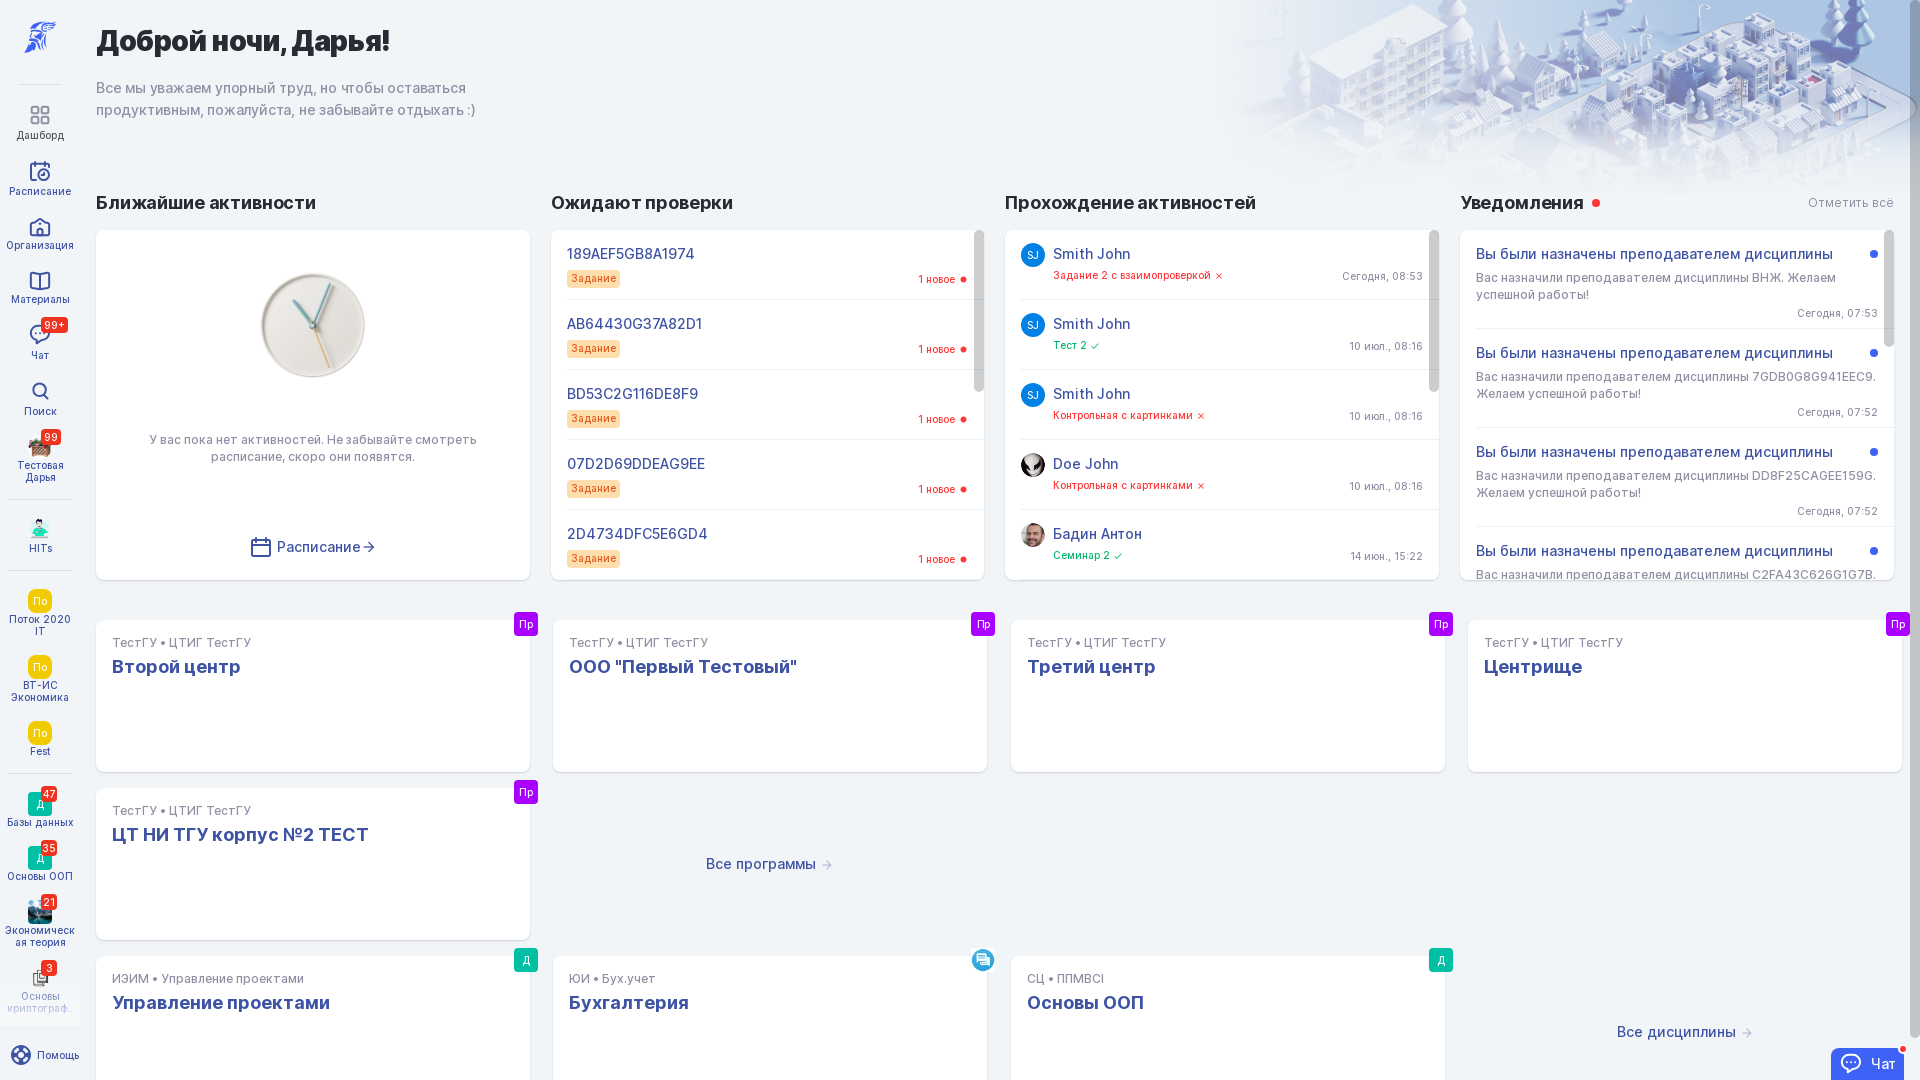 Доброй ночи, Дарья!
Все мы уважаем упорный труд, но чтобы оставаться
продуктивным, пожалуйста, не забывайте отдыхать :)
Дашборд
Расписание
Организация
Материалы
99+
Чат
Поиск
99
Тестовая
Дарья
HITs
По
Поток 2020
IT
По
ВТ-ИС
Экономика
По
Fest
47
Д
Базы данных
35
Д
Основы ООП
21
Экономическ
ая теория
3
Основы
криптограф...
Помощь
Ближайшие активности
У вас пока нет активностей. Не забывайте смотреть
расписание, скоро они появятся.
Расписание
Ожидают проверки
189AEF5GB8A1974
Задание
1 новое
AB64430G37A82D1
Задание
1 новое
BD53C2G116DE8F9
Задание
1 новое
07D2D69DDEAG9EE
Задание
1 новое
2D4734DFC5E6GD4
Задание
1 новое
Прохождение активностей
SJ
Smith John
Задание 2 с взаимопроверкой
Сегодня, 08:53
SJ
Smith John
Тест 2
10 июл., 08:16
SJ
Smith John
Контрольная с картинками
10 июл., 08:16
Doe John
Контрольная с картинками
10 июл., 08:16
Бадин Антон
Семинар 2
14 июн., 15:22
Уведомления
Отметить всё
Вы были назначены преподавателем дисциплины
Вас назначили преподавателем дисциплины ВНЖ. Желаем
успешной работы!
Сегодня, 07:53
Вы были назначены преподавателем дисциплины
Вас назначили преподавателем дисциплины 7GDB0G8G941EEC9.
Желаем успешной работы!
Сегодня, 07:52
Вы были назначены преподавателем дисциплины
Вас назначили преподавателем дисциплины DD8F25CAGEE159G.
Желаем успешной работы!
Сегодня, 07:52
Вы были назначены преподавателем дисциплины
Вас назначили преподавателем дисциплины C2FA43C626G1G7B.
Пр
ТестГУ • ЦТИГ ТестГУ
Второй центр
Пр
ТестГУ • ЦТИГ ТестГУ
ООО "Первый Тестовый"
Пр
ТестГУ • ЦТИГ ТестГУ
Третий центр
Пр
ТестГУ • ЦТИГ ТестГУ
Центрище
Пр
ТестГУ • ЦТИГ ТестГУ
ЦТ НИ ТГУ корпус №2 ТЕСТ
Все программы
Д
ИЭИМ • Управление проектами
Управление проектами
ЮИ • Бух.учет
Бухгалтерия
Д
СЦ • ППМВСІ
Основы ООП
Все дисциплины
Чат